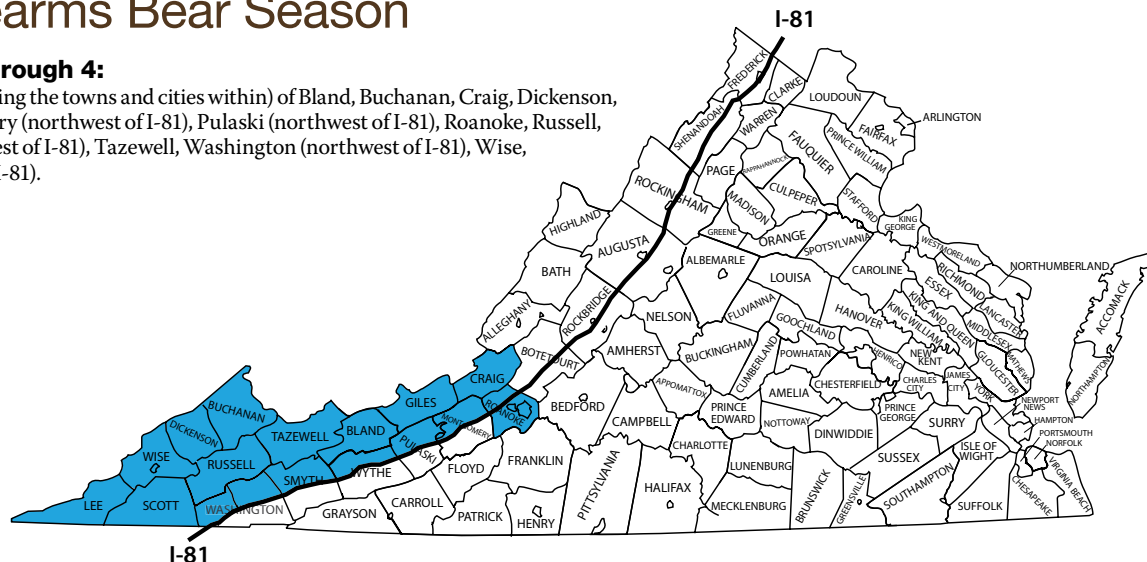 earms Bear Season
rough 4:
ing the towns and cities within) of Bland, Buchanan, Craig, Dickenson,
ry (northwest of I-81), Pulaski (northwest of I-81), Roanoke, Russell,
est of I-81), Tazewell, Washington (northwest of I-81), Wise,
I-81).
I-81
FREDERICK
CLARKE
LOUDOUN
SHENANDOAH
WARREN
FAUQUIER
FAIRFAX
ARLINGTON
PRINCE WILLIAM
PAGE
RAPPAHANNOCK
ROCKINGHAM
MADISON
CULPEPER
STAFFORD
HIGHLAND
AUGUSTA
GREENE
ORANGE
SPOTSYLVANIA
KING
GEORGE
WESTMORELAND
BATH
ALBEMARLE
LOUISA
CAROLINE
RICHMOND
NORTHUMBERLAND
ESSEX
ACCOMACK
ALLEGHANY
ROCKBRIDGE
NELSON
FLUVANNA
GOOCHLAND
HANOVER
KING WILLIAM
KING AND QUEEN
LANCASTER
MIDDLESEX
BOTETOURT
AMHERST
BUCKINGHAM
CUMBERLAND
POWHATAN
HENRICO
NEW
KENT
GLOUCESTER
MATHEWS
NORTHAMPTON
CRAIG
APPOMATTOX
AMELIA
CHESTERFIELD
CHARLES
CITY
JAMES
CITY
YORK
GILES
ROANOKE
BEDFORD
CAMPBELL
PRINCE
EDWARD
NOTTOWAY
DINWIDDIE
PRINCE
GEORGE
SURRY
NEWPORT
NEWS
HAMPTON
PORTSMOUTH
NORFOLK
BUCHANAN
DICKENSON
TAZEWELL
BLAND
MONTGOMERY
PULASKI
CHARLOTTE
ISLE OF
WIGHT
WISE
RUSSELL
SMYTH
WYTHE
FLOYD
FRANKLIN
PITTSYLVANIA
HALIFAX
LUNENBURG
BRUNSWICK
GREENSVILLE
SUSSEX
SOUTHAMPTON
SUFFOLK
CHESAPEAKE
VIRGINIA BEACH
LEE
SCOTT
WASHINGTON
GRAYSON
CARROLL
PATRICK
HENRY
MECKLENBURG
I-81